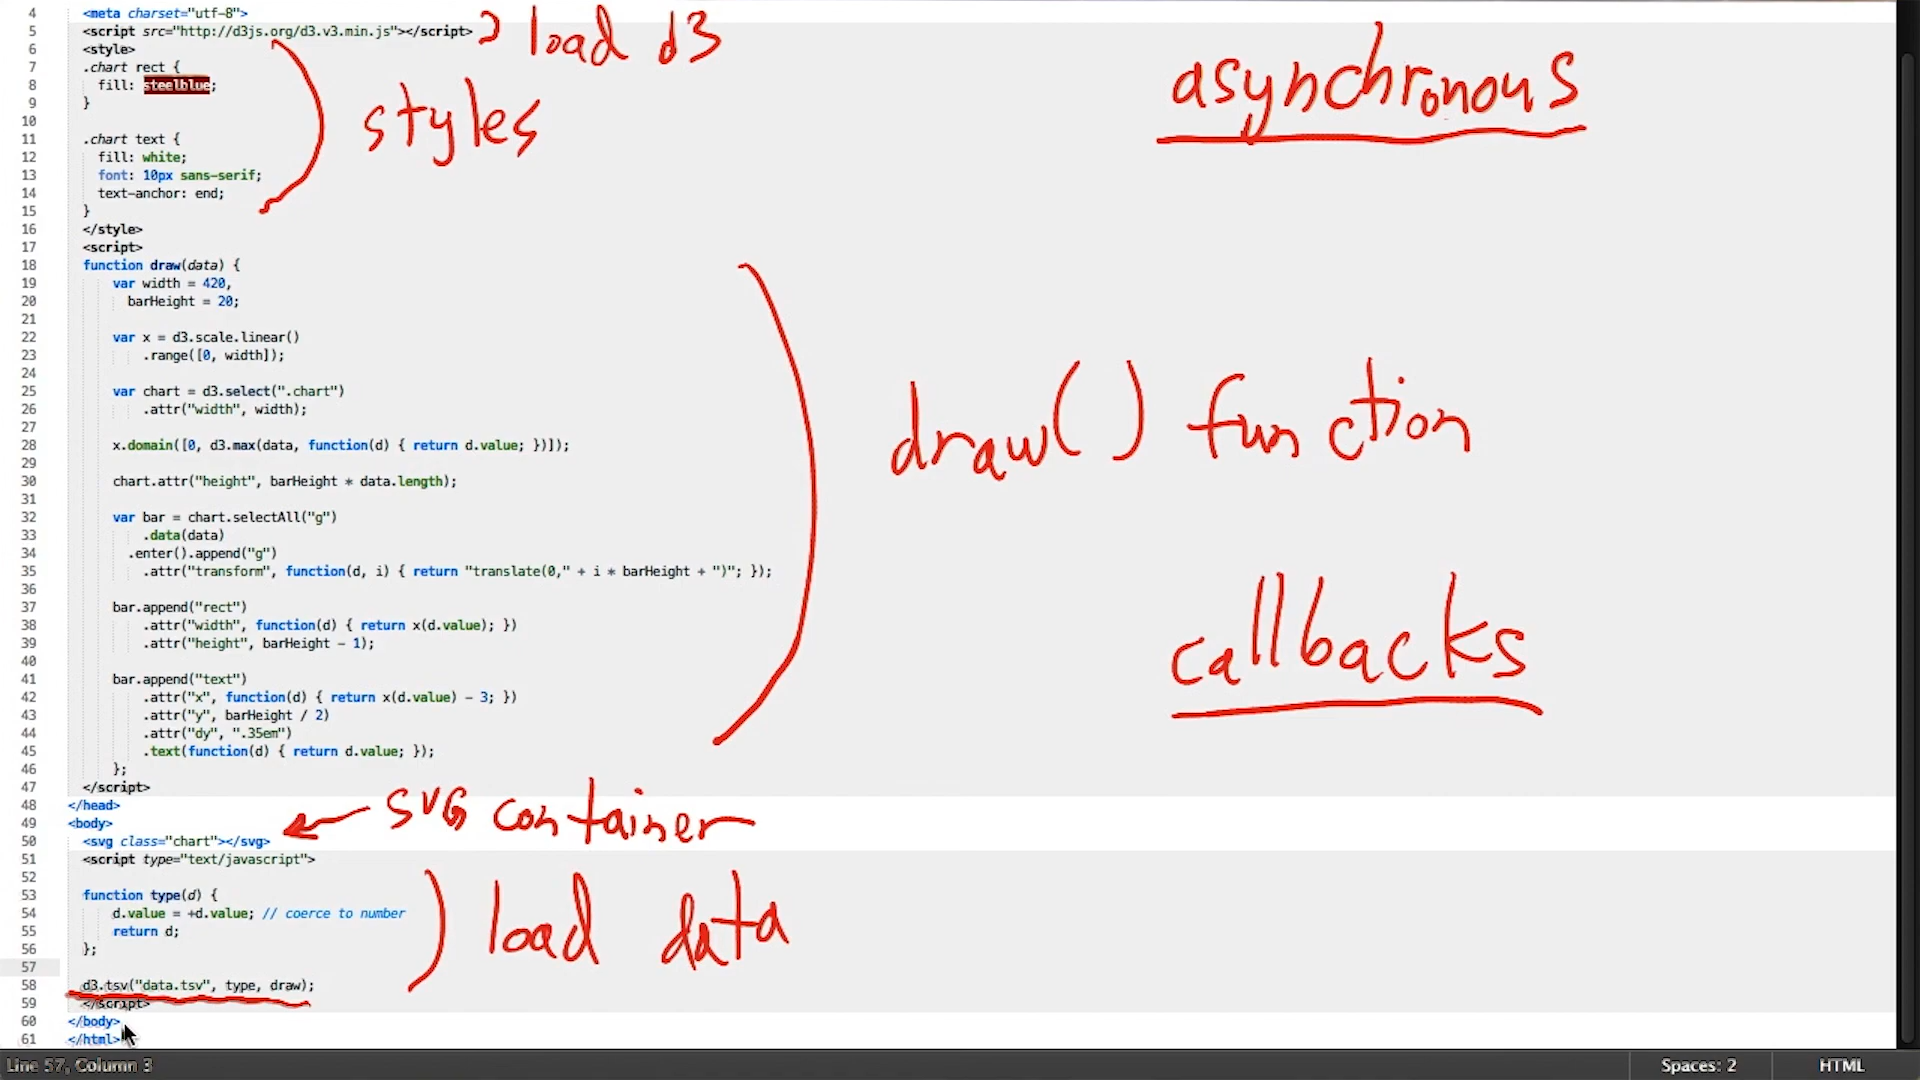 4 <meta charset="utf-8">
5 <script src="http://d3js.org/d3.v3.min.js"></script> load d3
6 <style>
7 .chart rect {
8 fill: steelblue;
9 }
asynchronous
10
styles
11 .chart text {
12 fill: white;
13 font: 10px sans-serif;
14 text-anchor: end;
15 }
16 </style>
17 <script>
18 function draw(data) {
19 var width = 420,
20 barHeight = 20;
21
22 var x = d3.scale.linear()
23 .range([0, width]);
24
25 var chart = d3.select(".chart")
26 .attr("width", width);
27
draw() function
28 x.domain([0, d3.max(data, function(d) { return d.value; })]);
29
30 chart.attr("height", barHeight * data.length);
31
32 var bar = chart.selectAll("g")
33 .data(data)
34 .enter().append("g")
35 .attr("transform", function(d, i) { return "translate(0," + i * barHeight + ")"; });
36
37 bar.append("rect")
38 .attr("width", function(d) { return x(d.value); })
39 .attr("height", barHeight - 1);
callbacks
40
41 bar.append("text")
42 .attr("x", function(d) { return x(d.value) - 3; })
43 .attr("y", barHeight / 2)
44 .attr("dy", ".35em")
45 .text(function(d) { return d.value; });
46 };
47 </script>
48 </head>
SVG container
49 <body>
50 <svg class="chart"></svg>
51 <script type="text/javascript">
52
53 function type(d) {
54 d.value = +d.value; // coerce to number
load data
55 return d;
56 };
57
58 d3.tsv("data.tsv", type, draw);
59 </script>
60 </body>
61 </html>
Line 57, Column 3 Spaces: 2 HTML